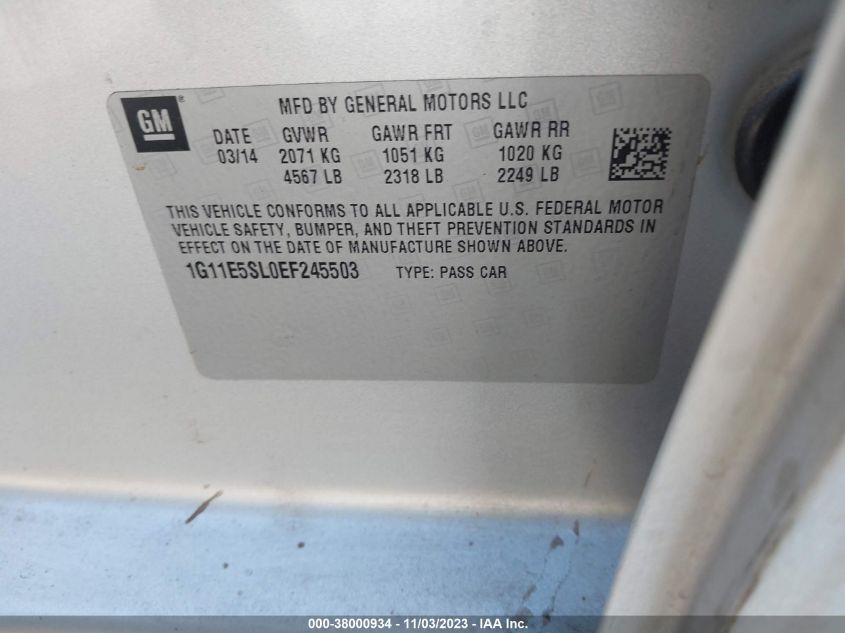 GM ®
MFD BY GENERAL MOTORS LLC
DATE GVWR GAWR FRT GAWR RR
03/14 2071 KG 1051 KG 1020 KG
4567 LB 2318 LB 2249 LB
THIS VEHICLE CONFORMS TO ALL APPLICABLE U.S. FEDERAL MOTOR
VEHICLE SAFETY, BUMPER, AND THEFT PREVENTION STANDARDS IN
EFFECT ON THE DATE OF MANUFACTURE SHOWN ABOVE.
1G11E5SL0EF245503 TYPE: PASS CAR
000-38000934 - 11/03/2023 - IAA Inc.